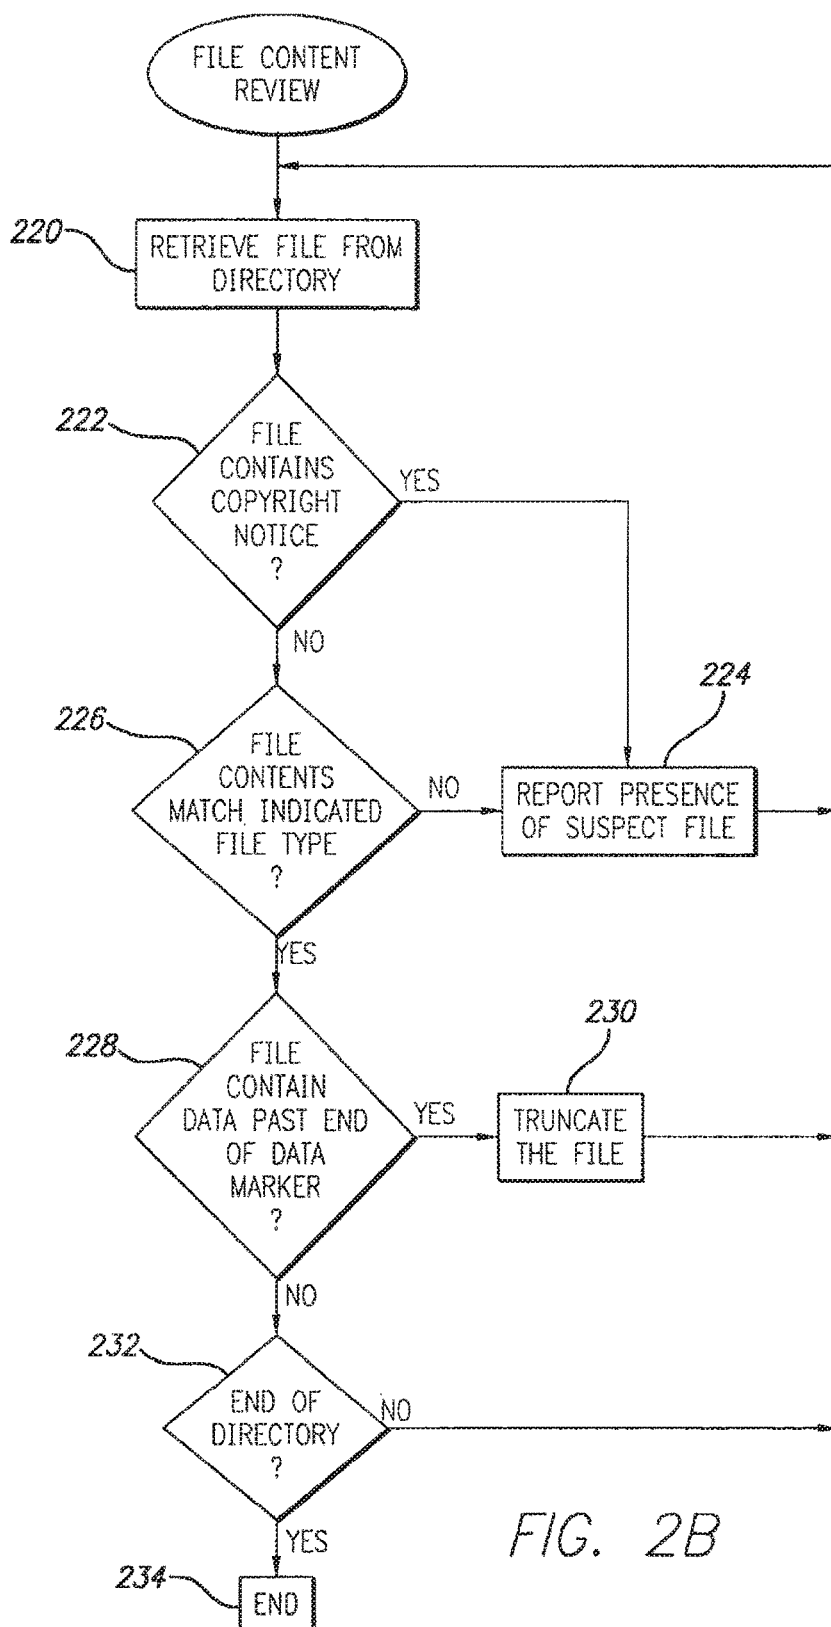 FILE CONTENT
REVIEW
220
RETRIEVE FILE FROM
DIRECTORY
222
FILE
CONTAINS
COPYRIGHT
NOTICE
?
YES
NO
224
REPORT PRESENCE
OF SUSPECT FILE
226
FILE
CONTENTS
MATCH INDICATED
FILE TYPE
?
NO
YES
228
FILE
CONTAIN
DATA PAST END
OF DATA
MARKER
?
YES
230
TRUNCATE
THE FILE
NO
232
END OF
DIRECTORY
?
NO
YES
234
END
FIG. 2B